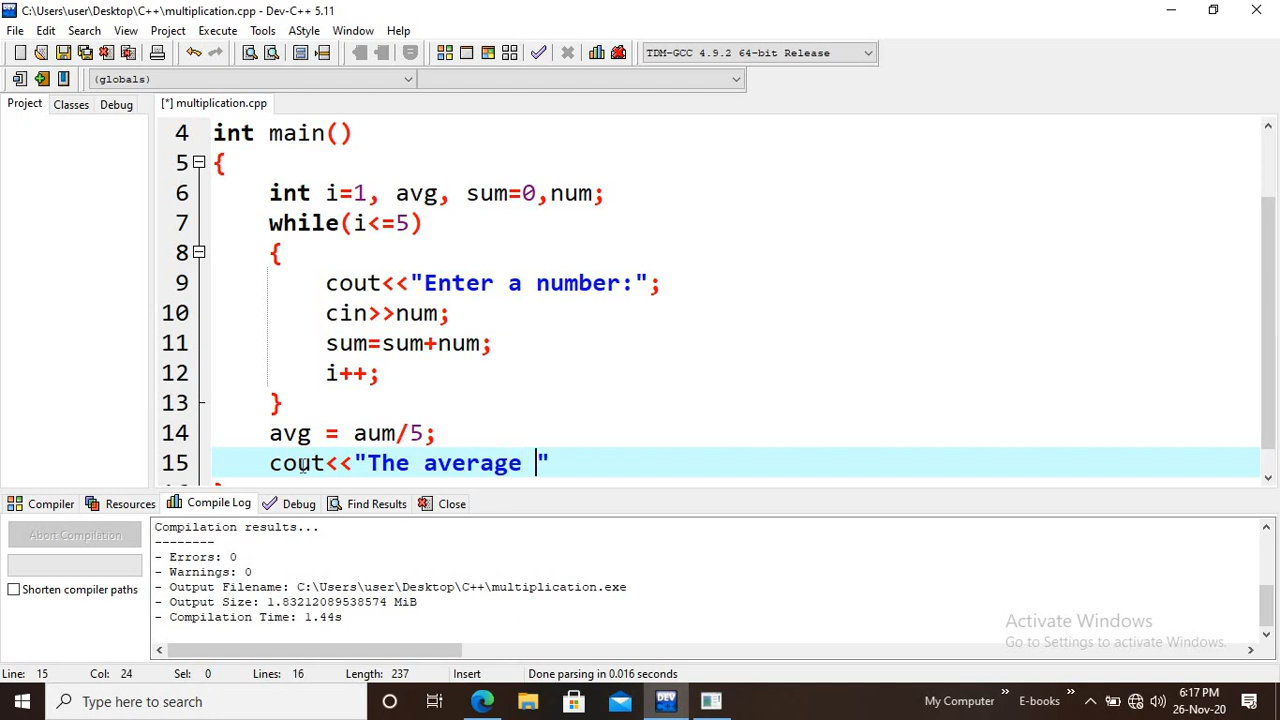 C:\Users\user\Desktop\C++\multiplication.cpp - Dev-C++ 5.11
File Edit Search View Project Execute Tools AStyle Window Help
TDM-GCC 4.9.2 64-bit Release
(globals)
Project Classes Debug [*] multiplication.cpp
4 int main()
5 {
6 int i=1, avg, sum=0,num;
7 while(i<=5)
8 {
9 cout<<"Enter a number:";
10 cin>>num;
11 sum=sum+num;
12 i++;
13 }
14 avg = aum/5;
15 cout<<"The average "
Compiler Resources Compile Log Debug Find Results Close
Abort Compilation
Shorten compiler paths
Compilation results...
--------
- Errors: 0
- Warnings: 0
- Output Filename: C:\Users\user\Desktop\C++\multiplication.exe
- Output Size: 1.83212089538574 MiB
- Compilation Time: 1.44s
Activate Windows
Go to Settings to activate Windows.
Line: 15 Col: 24 Sel: 0 Lines: 16 Length: 237 Insert Done parsing in 0.016 seconds
Type here to search
DEV
My Computer
E-books
6:17 PM
26-Nov-20